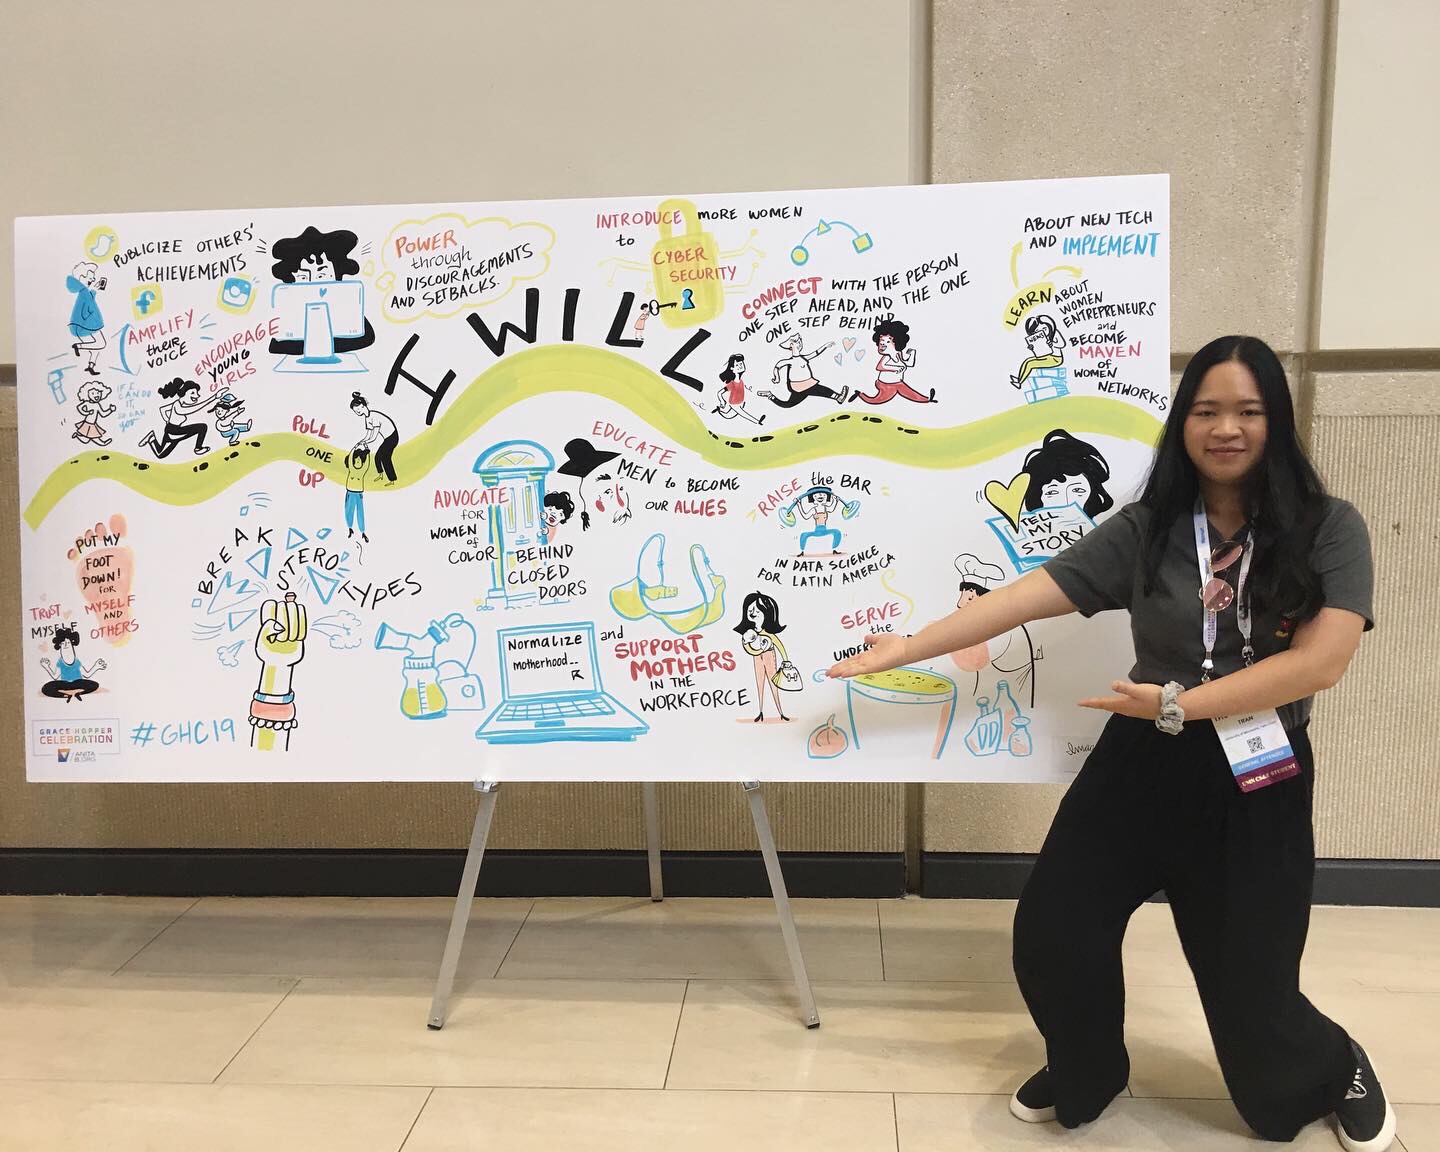 PUBLICIZE OTHERS'
ACHIEVEMENTS
AMPLIFY
their
VOICE
ENCOURAGE
YOUNG
GIRLS
IF I
CAN DO
IT,
SO CAN
YOU
POWER
through
DISCOURAGEMENTS
AND SETBACKS.
I WILL
INTRODUCE MORE WOMEN
to
CYBER
SECURITY
CONNECT WITH THE PERSON
ONE STEP AHEAD, AND THE ONE
ONE STEP BEHIND
ABOUT NEW TECH
AND IMPLEMENT
LEARN ABOUT
WOMEN
ENTREPRENEURS
and
BECOME
MAVEN
of
WOMEN
NETWORKS
NEWS
PULL
ONE
UP
PUT MY
FOOT
DOWN!
FOR
MYSELF
AND
OTHERS
TRUST
MYSELF
BREAK
STEREO
TYPES
ADVOCATE
for
WOMEN
of
COLOR
BEHIND
CLOSED
DOORS
EDUCATE
MEN to BECOME
OUR ALLIES
RAISE the BAR
IN DATA SCIENCE
FOR LATIN AMERICA
TELL
MY
STORY
NORMALIZE
MOTHERHOOD...
and
SUPPORT
MOTHERS
IN THE
WORKFORCE
SERVE
the
GRACE HOPPER
CELEBRATION
ANITA
B.ORG
#GHC19
TRAN
GENERAL ATTENDEE